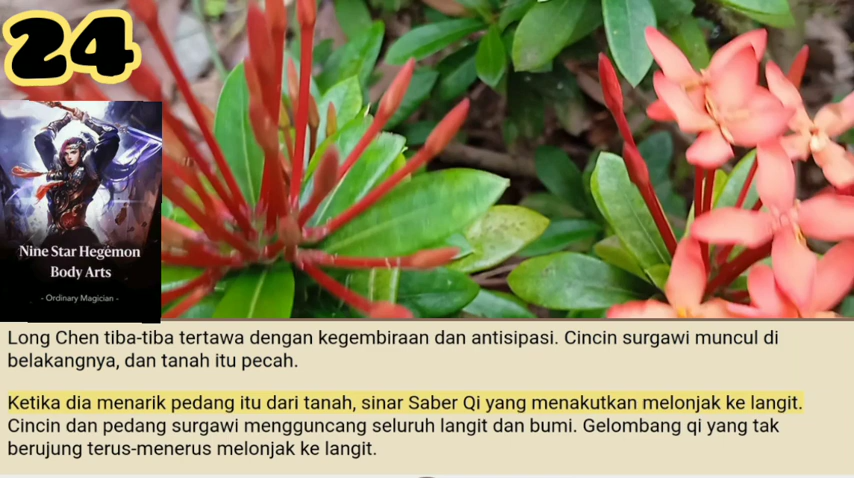 24
Nine Star Hegemon
Body Arts
- Ordinary Magician -
Long Chen tiba-tiba tertawa dengan kegembiraan dan antisipasi. Cincin surgawi muncul di
belakangnya, dan tanah itu pecah.
Ketika dia menarik pedang itu dari tanah, sinar Saber Qi yang menakutkan melonjak ke langit.
Cincin dan pedang surgawi mengguncang seluruh langit dan bumi. Gelombang qi yang tak
berujung terus-menerus melonjak ke langit.